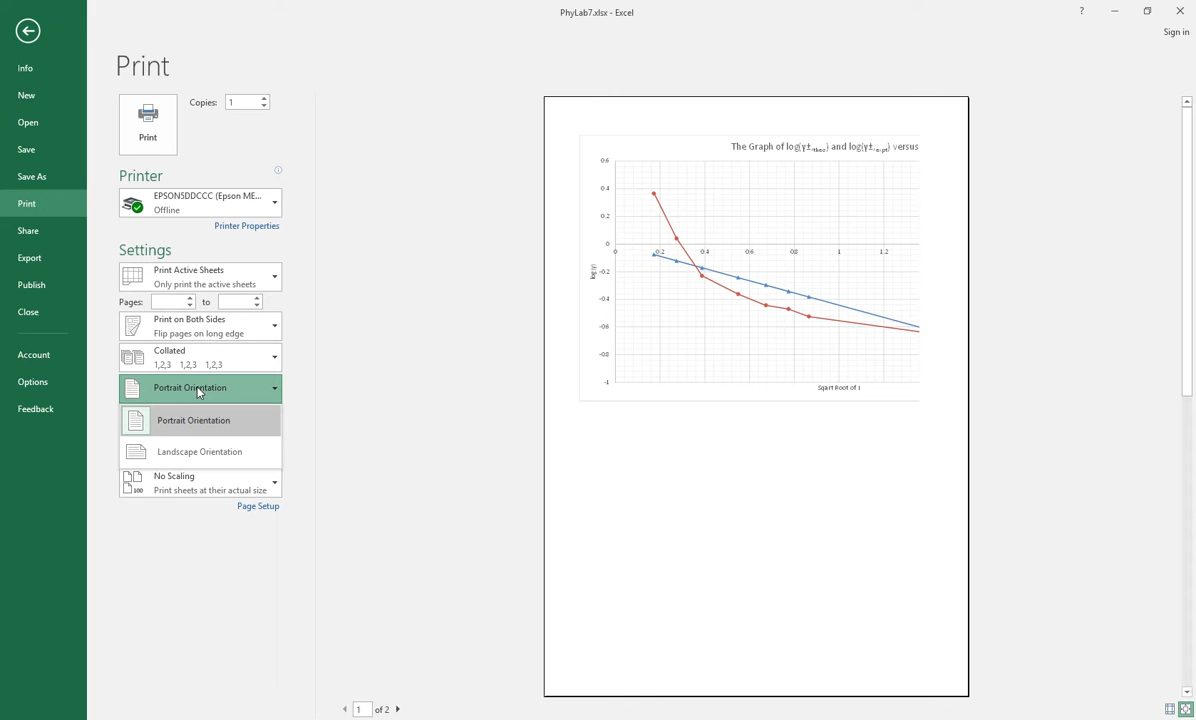 PhyLab7.xlsx - Excel
?
Sign in
Info
New
Open
Save
Save As
Print
Share
Export
Publish
Close
Account
Options
Feedback
Print
Print
Copies: 1
Printer
EPSON5DDCCC (Epson ME...
Offline
Printer Properties
Settings
Print Active Sheets
Only print the active sheets
Pages: to
Print on Both Sides
Flip pages on long edge
Collated
1,2,3 1,2,3 1,2,3
Portrait Orientation
Portrait Orientation
Landscape Orientation
No Scaling
100
Print sheets at their actual size
Page Setup
The Graph of log(γ±,theo) and log(γ±,expt) versus
0.6
0.4
0.2
0
-0.2
-0.4
-0.6
-0.8
-1
0 0.2 0.4 0.6 0.8 1 1.2
log(γ)
Sqart Root of I
1 of 2